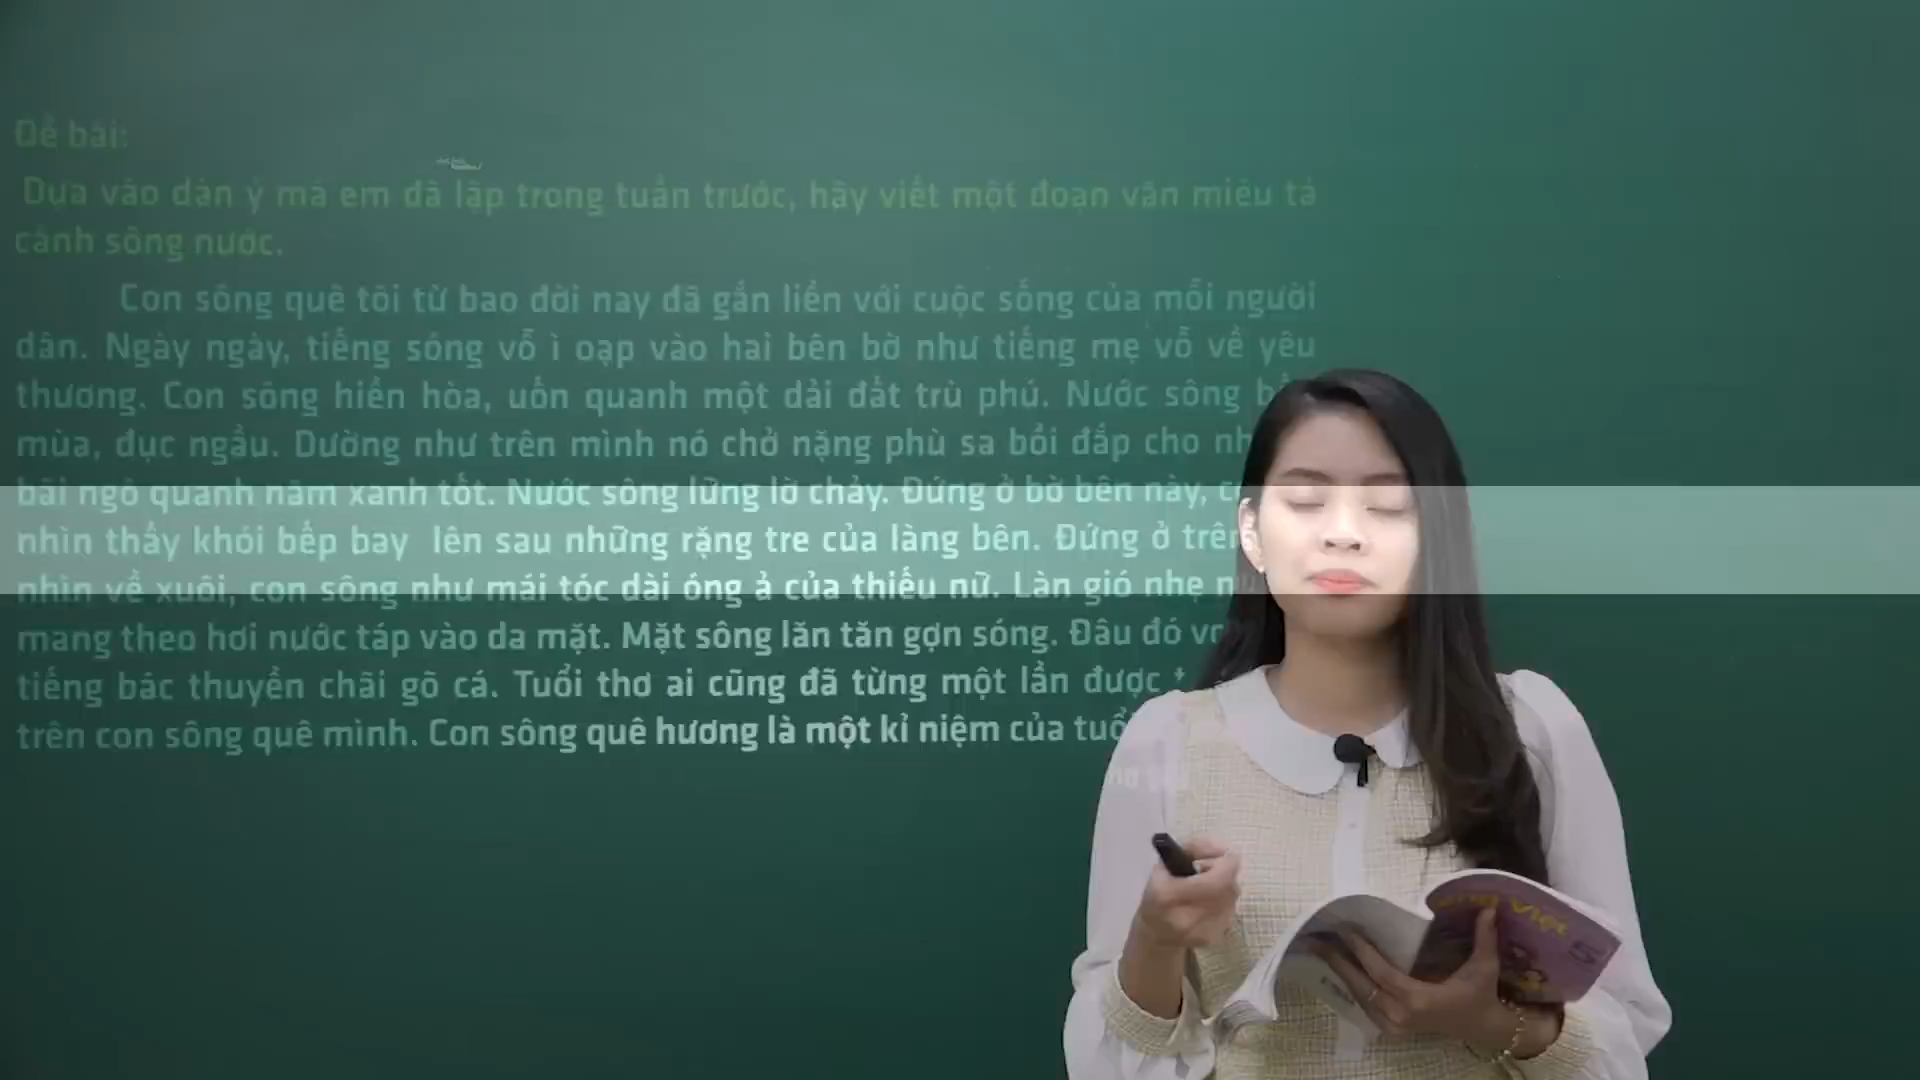 Đề bài:
Dựa vào dàn ý mà em đã lập trong tuần trước, hãy viết một đoạn văn miêu tả
cảnh sông nước.
Con sông quê tôi từ bao đời nay đã gắn liền với cuộc sống của mỗi người
dân. Ngày ngày, tiếng sóng vỗ ì oạp vào hai bên bờ như tiếng mẹ vỗ về yêu
thương. Con sông hiền hòa, uốn quanh một dải đất trù phú. Nước sông
mùa, đục ngầu. Dường như trên mình nó chở nặng phù sa bồi đắp cho
bãi ngô quanh năm xanh tốt. Nước sông lững lờ chảy. Đứng ở bờ bên này,
nhìn thấy khói bếp bay lên sau những rặng tre của làng bên. Đứng ở
nhìn về xuôi, con sông như mái tóc dài óng ả của thiếu nữ. Làn gió nhẹ
mang theo hơi nước táp vào da mặt. Mặt sông lăn tăn gợn sóng. Đâu đó
tiếng bác thuyền chài gõ cá. Tuổi thơ ai cũng đã từng một lần được
trên con sông quê mình. Con sông quê hương là một kỉ niệm của
Việt
5